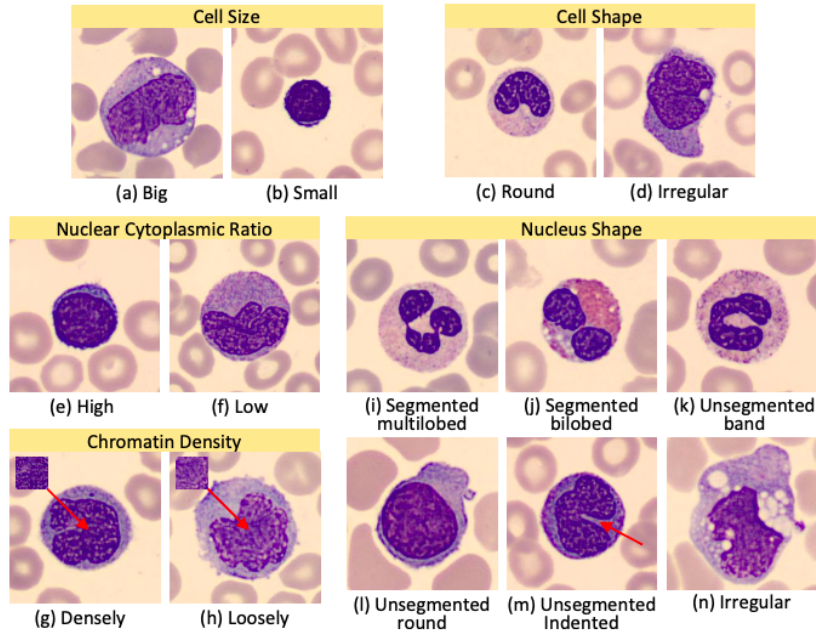 Cell Size
Cell Shape
(a) Big
(b) Small
(c) Round
(d) Irregular
Nuclear Cytoplasmic Ratio
Nucleus Shape
(e) High
(f) Low
(i) Segmented
multilobed
(j) Segmented
bilobed
(k) Unsegmented
band
Chromatin Density
(g) Densely
(h) Loosely
(l) Unsegmented
round
(m) Unsegmented
Indented
(n) Irregular